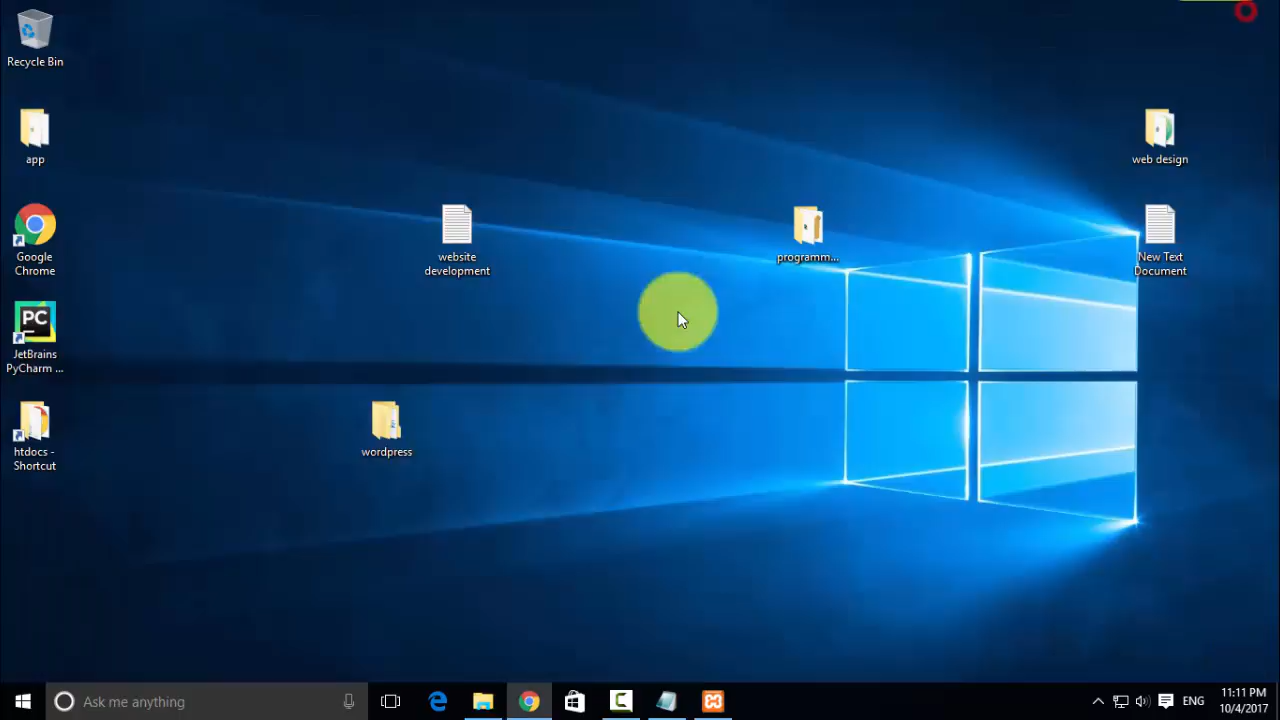 Recycle Bin
app
Google
Chrome
PC
JetBrains
PyCharm ...
htdocs -
Shortcut
website
development
wordpress
programm...
web design
New Text
Document
Ask me anything
ENG
11:11 PM
10/4/2017